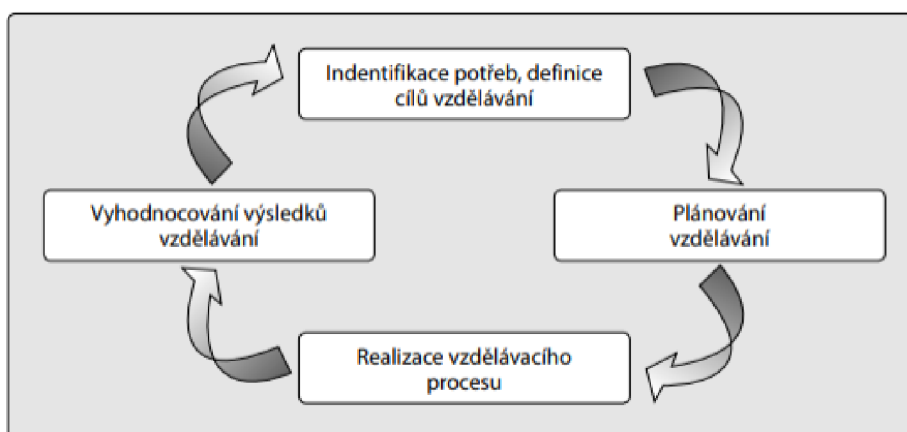 Indentifikace potřeb, definice
cílů vzdělávání
Vyhodnocování výsledků
vzdělávání
Plánování
vzdělávání
Realizace vzdělávacího
procesu